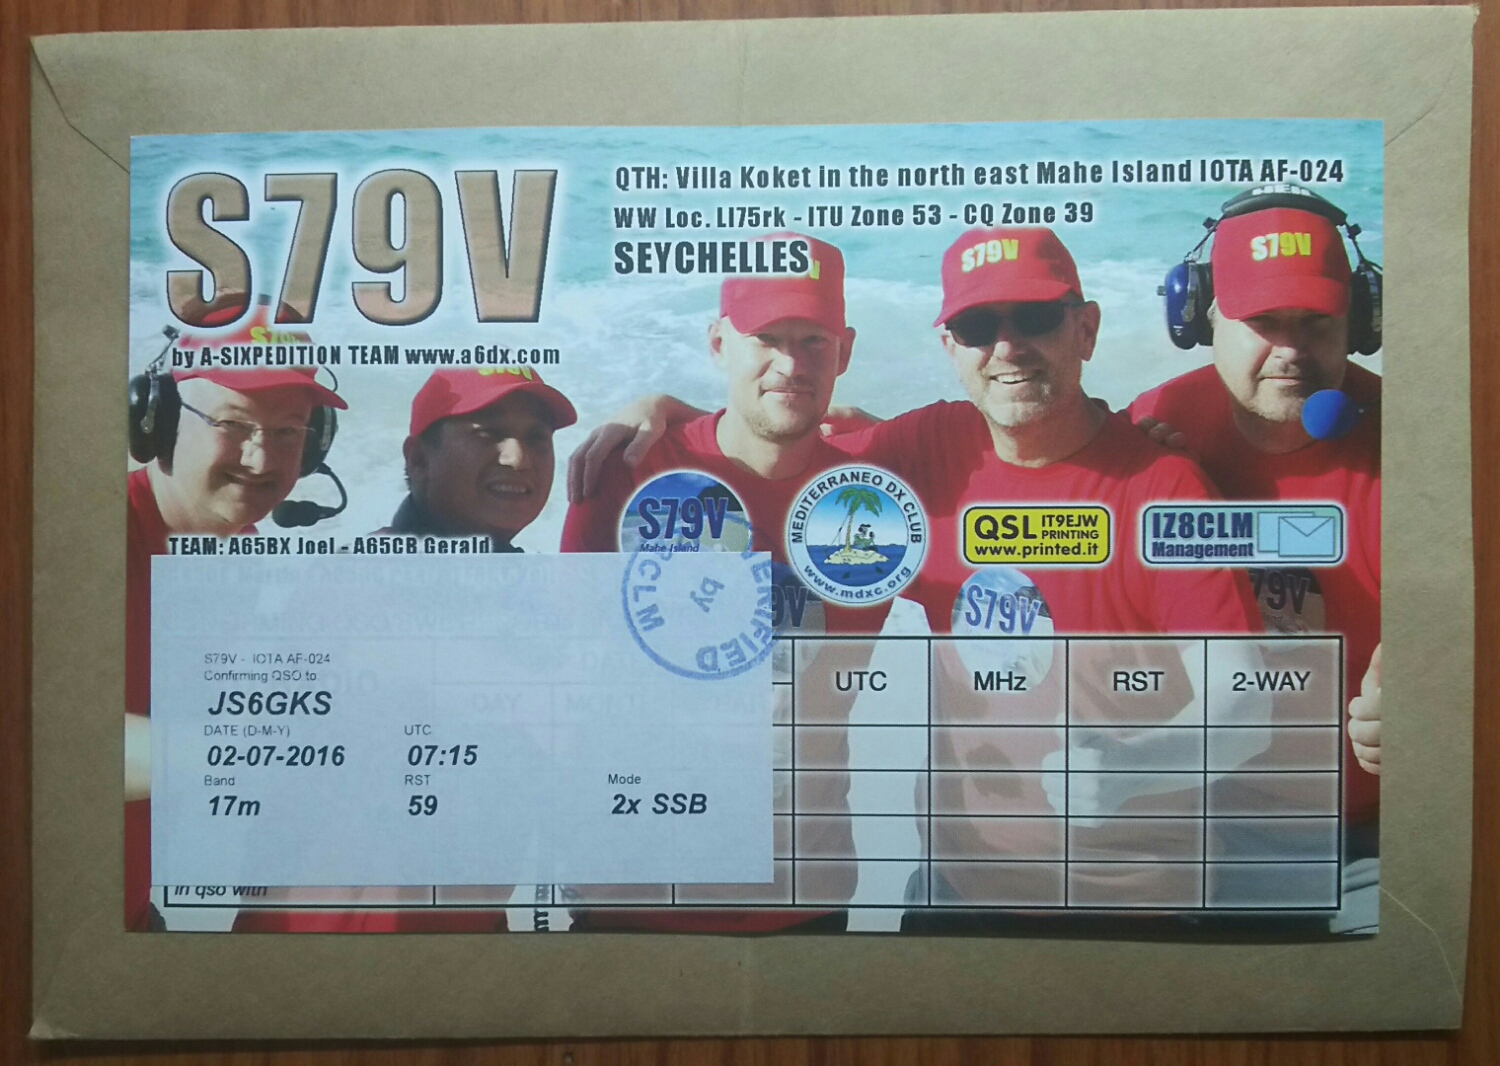 S79V
QTH: Villa Koket in the north east Mahe Island IOTA AF-024
WW Loc. LI75rk - ITU Zone 53 - CQ Zone 39
SEYCHELLES
by A-SIXPEDITION TEAM www.a6dx.com
S79V
S79V
S79V
TEAM: A65BX Joel - A65CB Gerald
S79V
Mahe Island
MEDITERRANEO DX CLUB
www.mdxc.org
QSL IT9EJW PRINTING
www.printed.it
IZ8CLM
Management
VERIFIED by
S79V
79V
9V
S79V - IOTA AF-024
Confirming QSO to
JS6GKS
DATE (D-M-Y) UTC
02-07-2016 07:15
Band RST Mode
17m 59 2x SSB
UTC MHz RST 2-WAY
in qso with